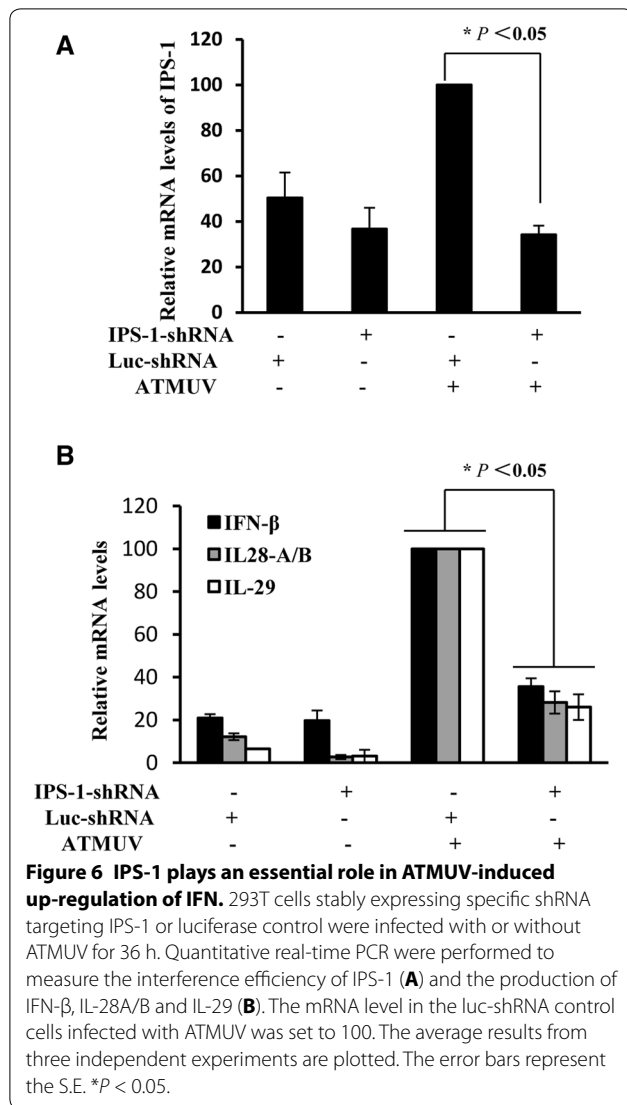 A
* P <0.05
Relative mRNA levels of IPS-1
120
100
80
60
40
20
0
IPS-1-shRNA - + - +
Luc-shRNA + - + -
ATMUV - - + +
B
* P <0.05
Relative mRNA levels
120
100
80
60
40
20
0
IFN-β
IL28-A/B
IL-29
IPS-1-shRNA - + - +
Luc-shRNA + - + -
ATMUV - - + +
Figure 6 IPS-1 plays an essential role in ATMUV-induced
up-regulation of IFN. 293T cells stably expressing specific shRNA
targeting IPS-1 or luciferase control were infected with or without
ATMUV for 36 h. Quantitative real-time PCR were performed to
measure the interference efficiency of IPS-1 (A) and the production of
IFN-β, IL-28A/B and IL-29 (B). The mRNA level in the luc-shRNA control
cells infected with ATMUV was set to 100. The average results from
three independent experiments are plotted. The error bars represent
the S.E. *P < 0.05.